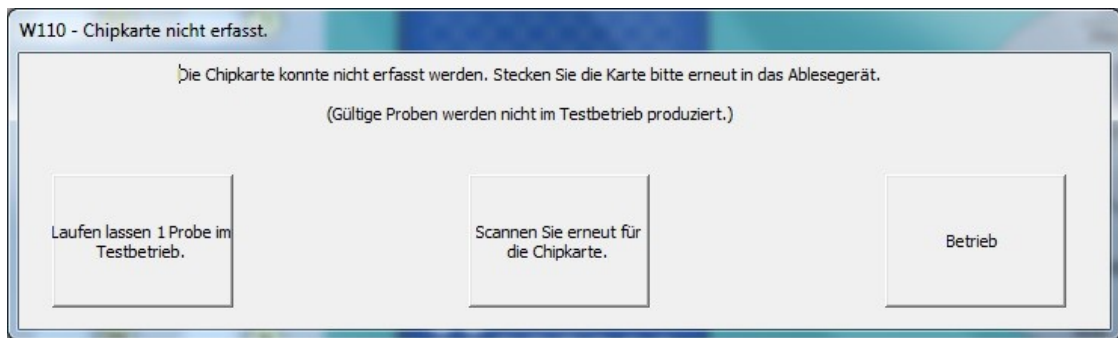 W110 - Chipkarte nicht erfasst.
Die Chipkarte konnte nicht erfasst werden. Stecken Sie die Karte bitte erneut in das Ablesegerät.
(Gültige Proben werden nicht im Testbetrieb produziert.)
Laufen lassen 1 Probe im
Testbetrieb.
Scannen Sie erneut für
die Chipkarte.
Betrieb